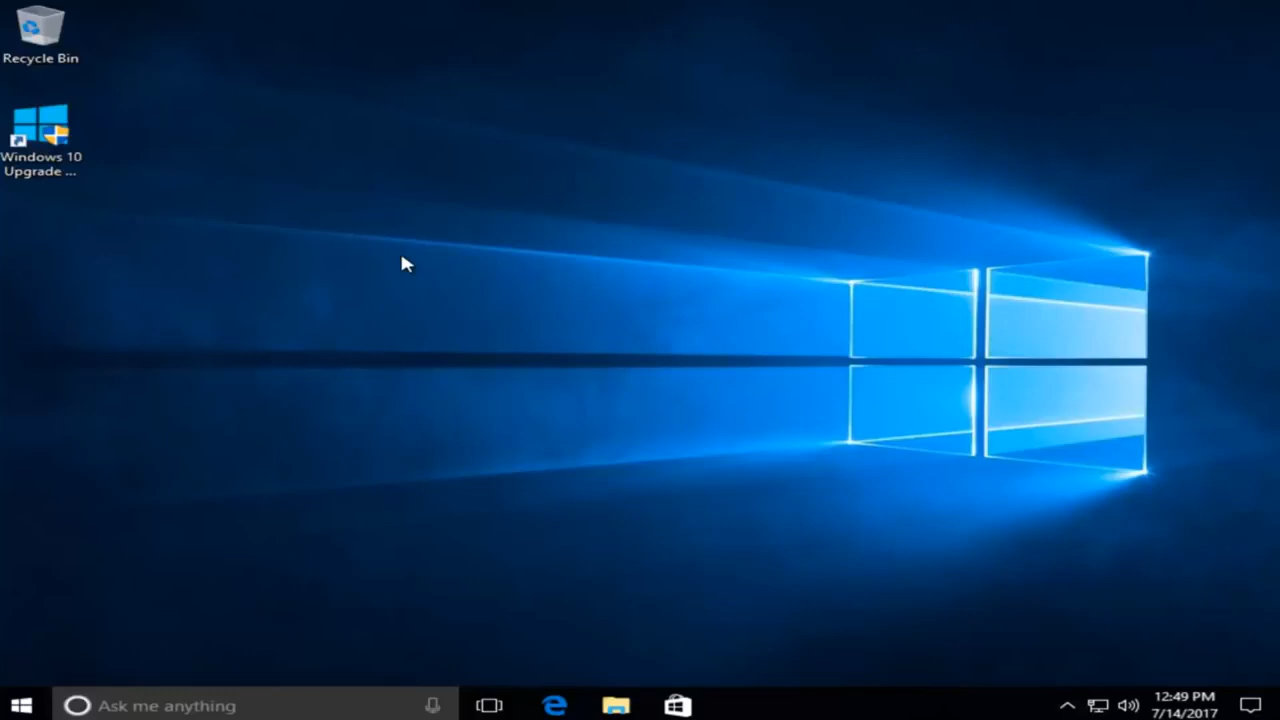 Recycle Bin
Windows 10
Upgrade ...
Ask me anything
12:49 PM
7/14/2017